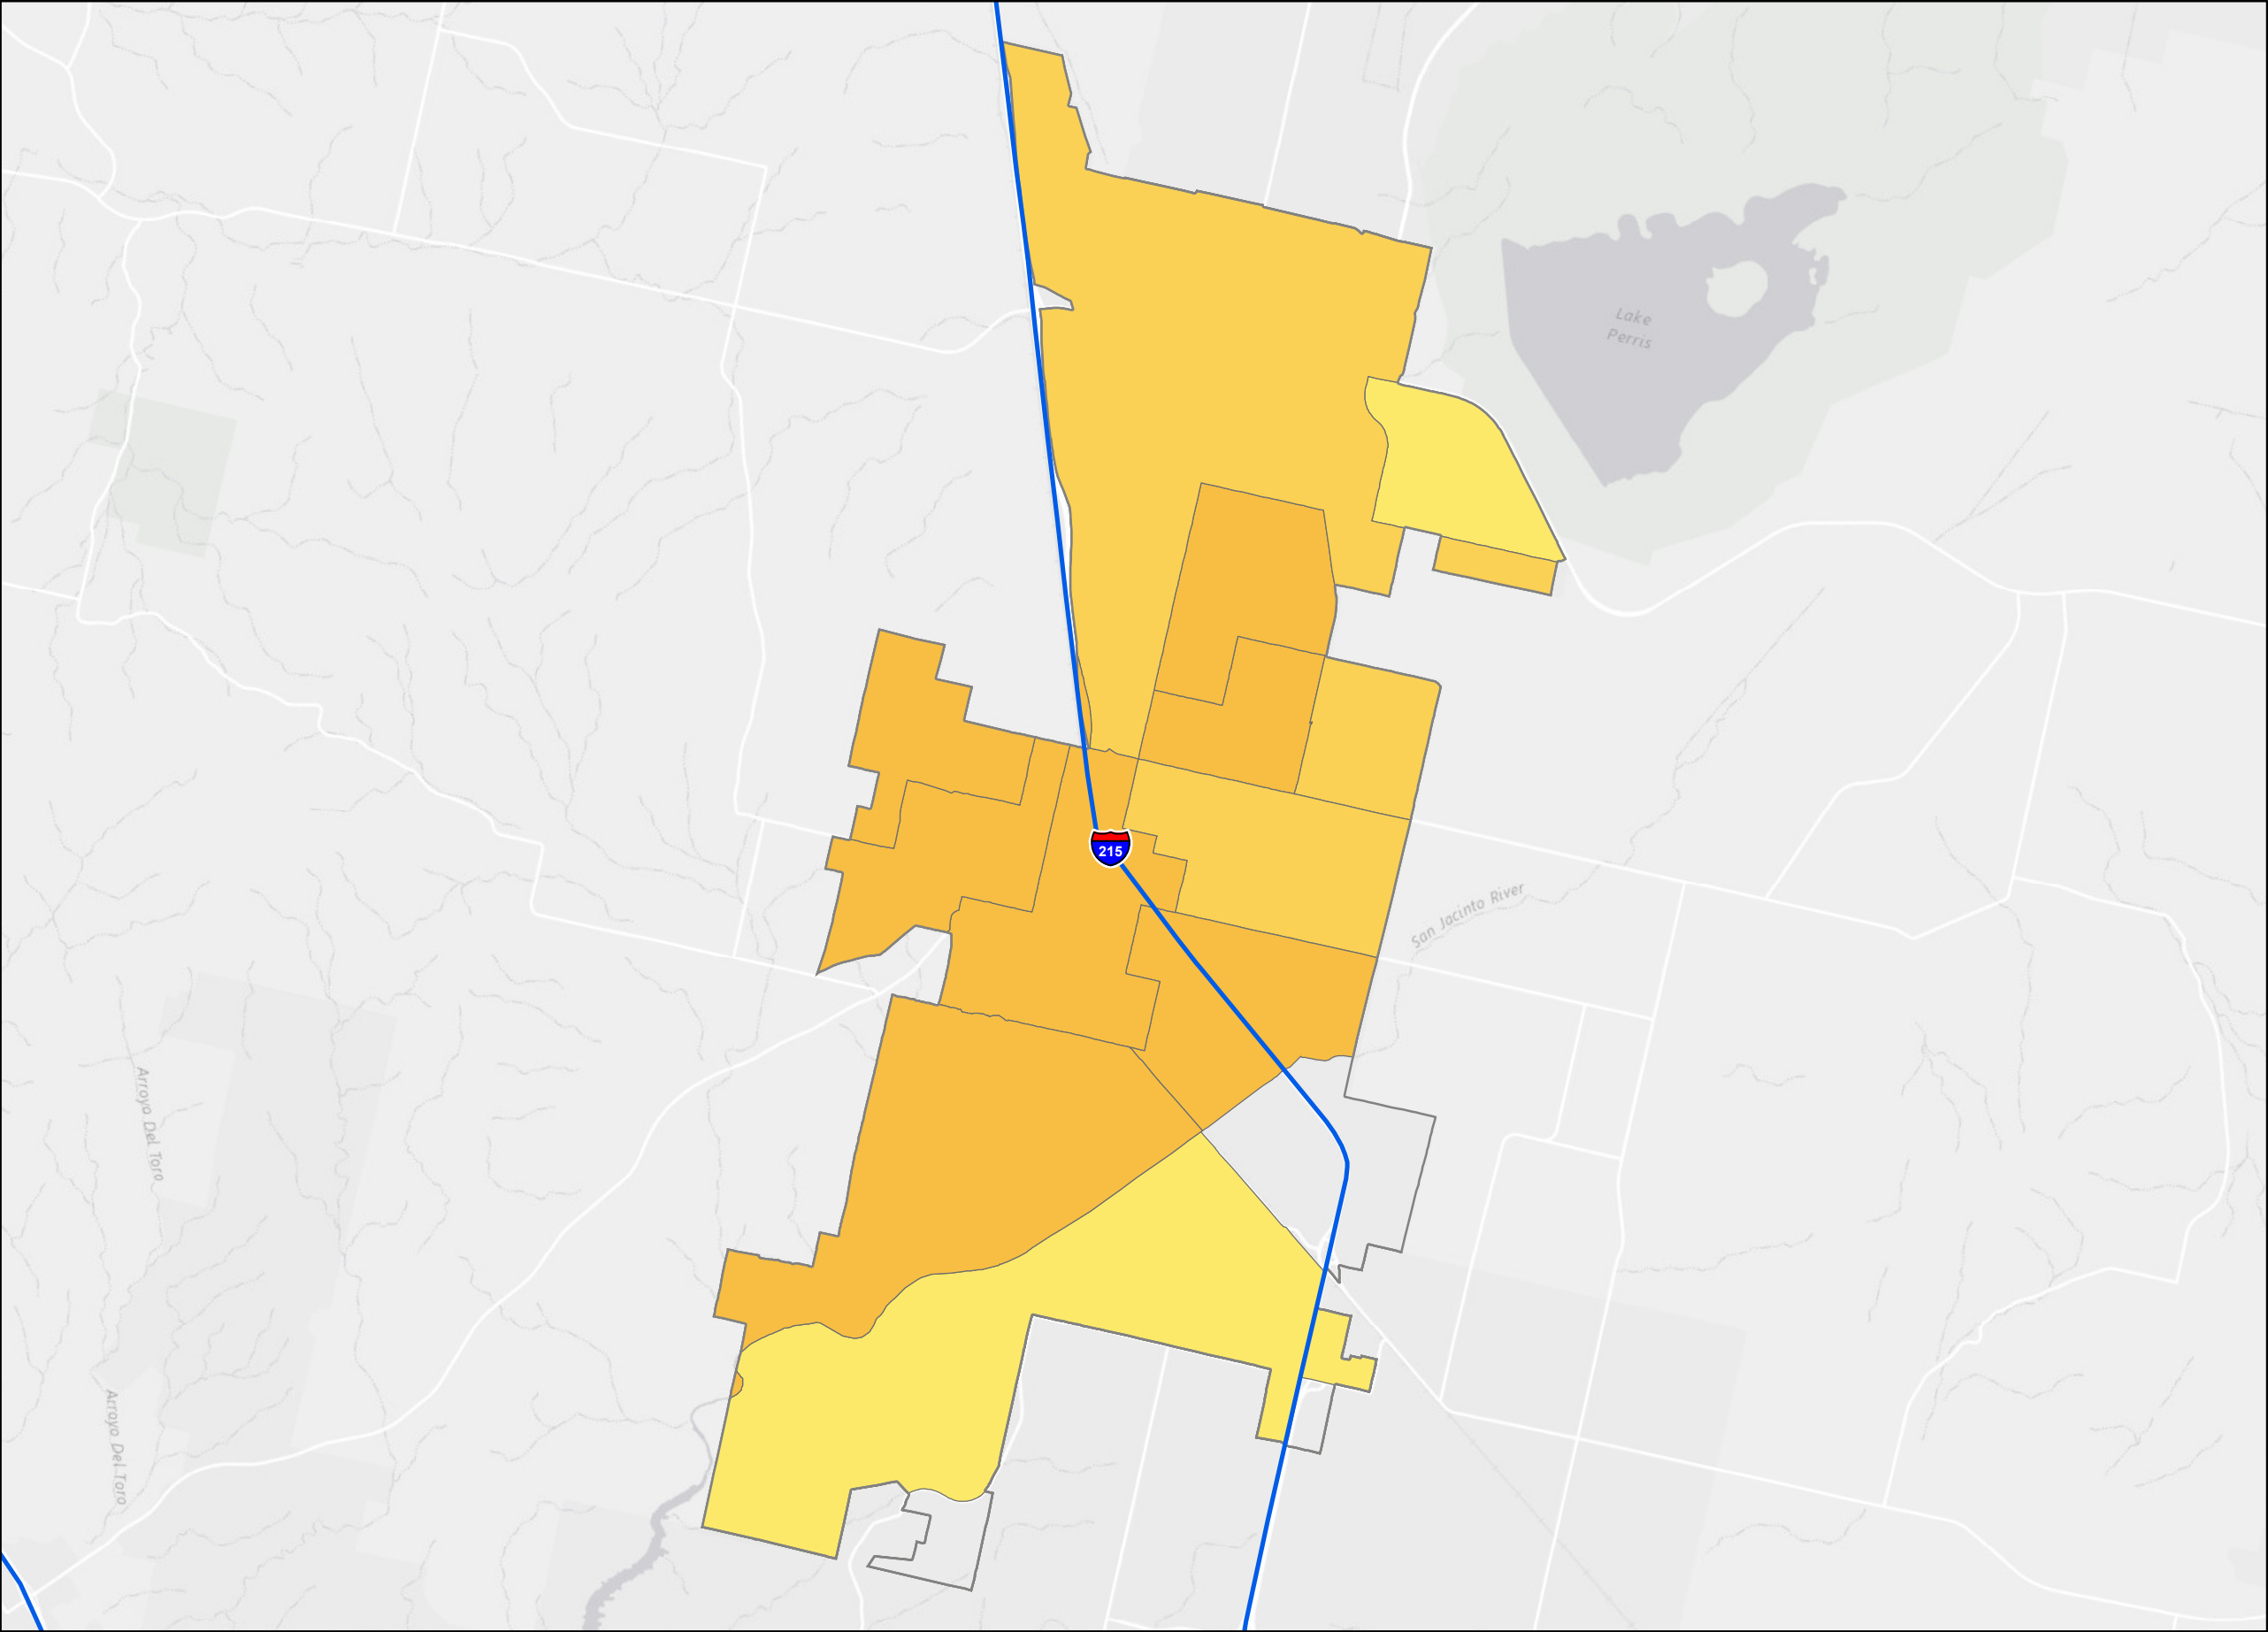 Lake
Perris
215
San Jacinto River
Arroyo Del Toro
Arroyo Del Toro